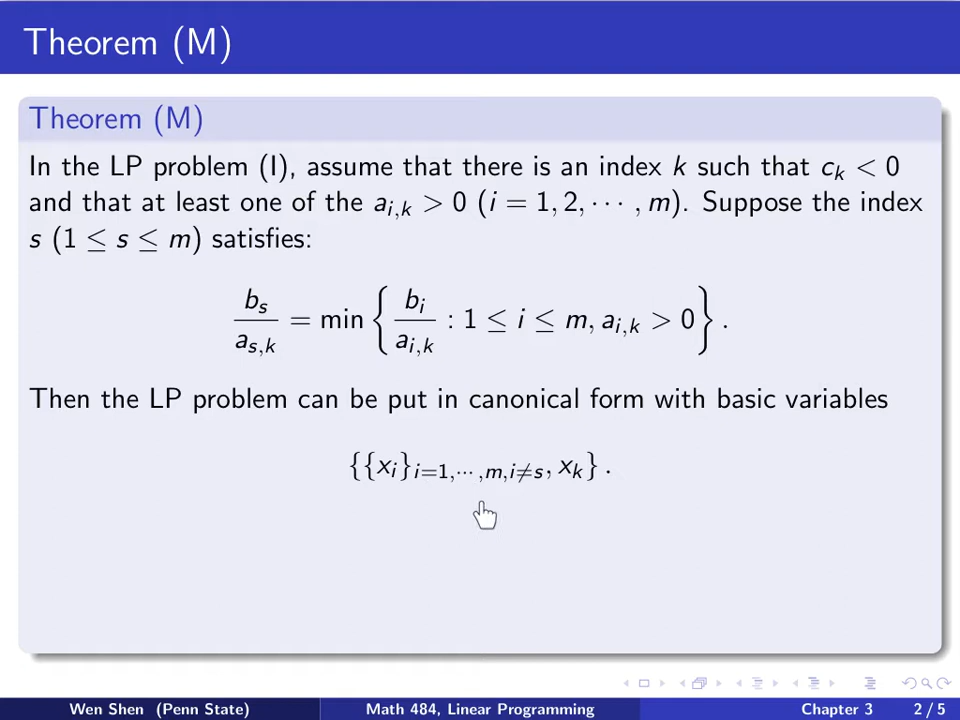 Theorem (M)
Theorem (M)
In the LP problem (I), assume that there is an index k such that c_k < 0
and that at least one of the a_{i,k} > 0 (i = 1, 2, · · · , m). Suppose the index
s (1 ≤ s ≤ m) satisfies:
\frac{b_s}{a_{s,k}} = min { \frac{b_i}{a_{i,k}} : 1 ≤ i ≤ m, a_{i,k} > 0 } .
Then the LP problem can be put in canonical form with basic variables
{{x_i}_{i=1,··· ,m,i≠s}, x_k} .
Wen Shen (Penn State) Math 484, Linear Programming Chapter 3 2 / 5